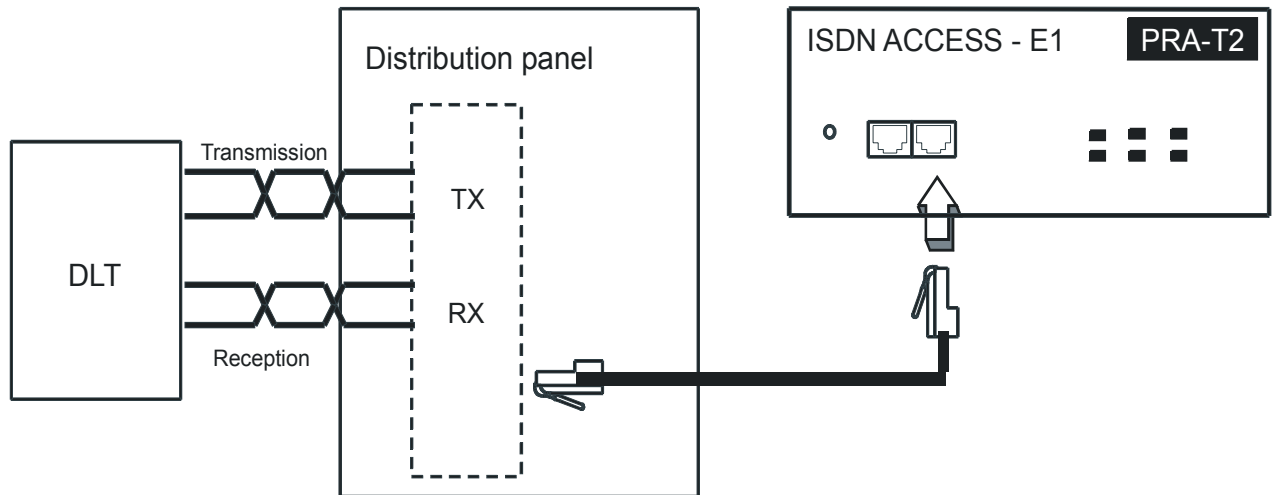 Distribution panel
ISDN ACCESS - E1
PRA-T2
Transmission
TX
DLT
RX
Reception